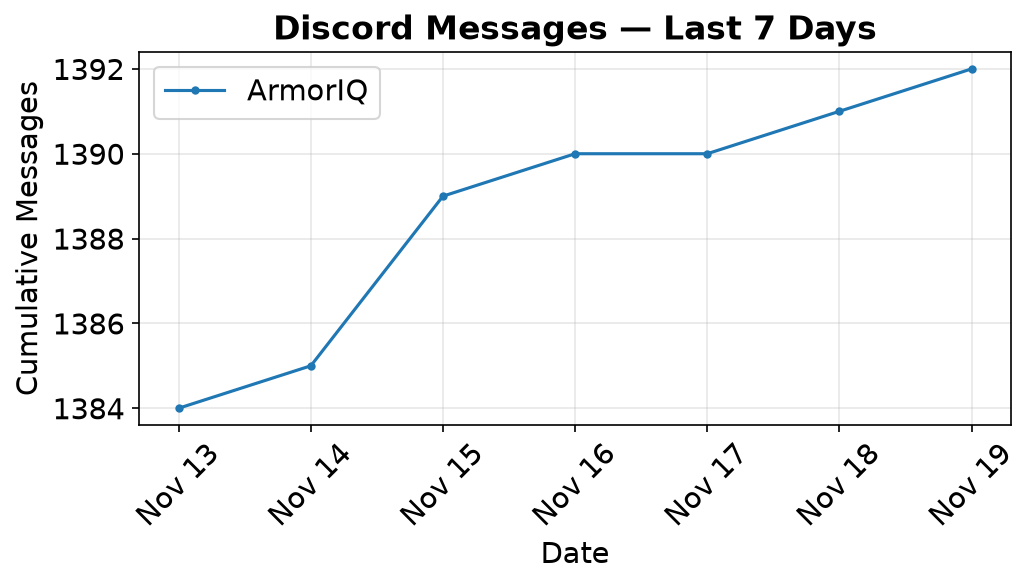 Discord Messages — Last 7 Days
ArmorIQ
Cumulative Messages
1392
1390
1388
1386
1384
Nov 13
Nov 14
Nov 15
Nov 16
Nov 17
Nov 18
Nov 19
Date